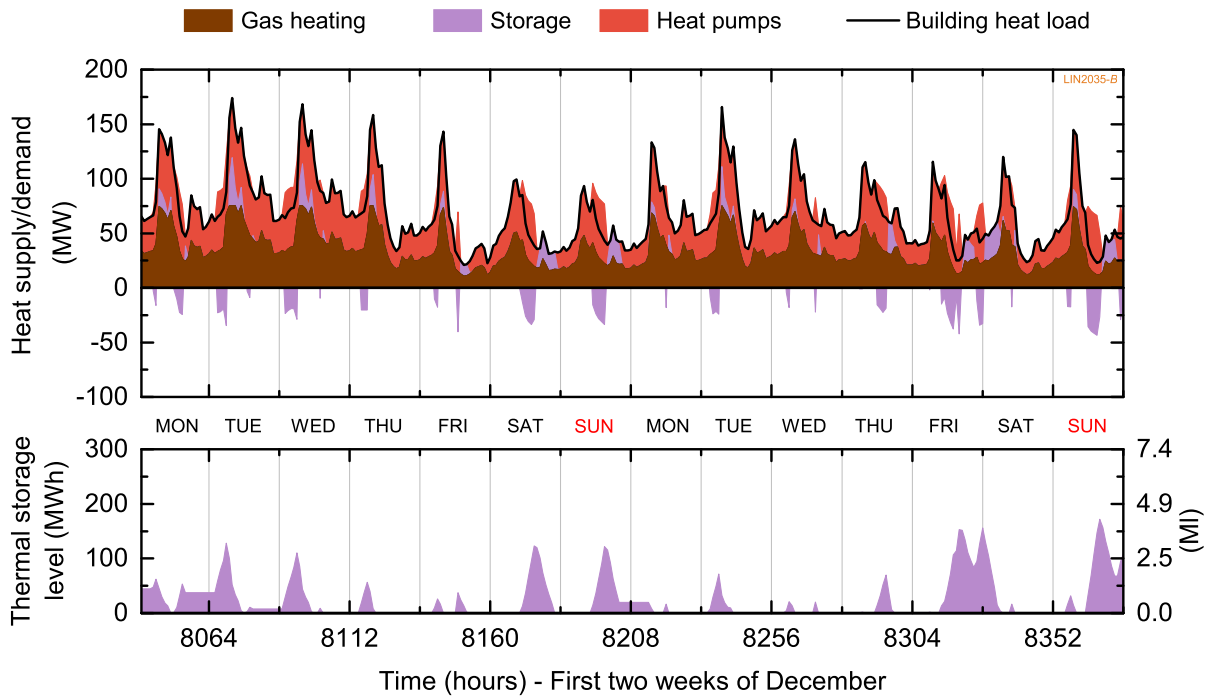 Gas heating Storage Heat pumps Building heat load
Heat supply/demand
(MW)
200
150
100
50
0
-50
-100
LIN2035-B
MON TUE WED THU FRI SAT SUN MON TUE WED THU FRI SAT SUN
Thermal storage
level (MWh)
300
200
100
0
7.4
4.9
2.5
0.0
(Ml)
8064 8112 8160 8208 8256 8304 8352
Time (hours) - First two weeks of December